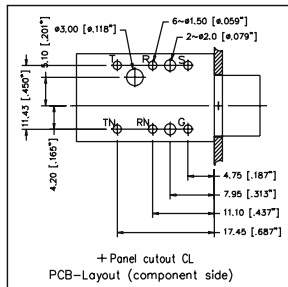 ø3,00 [ø.118"]
6-ø1.50 [ø.059"]
2-ø2.0 [ø,079"]
5,10 [.201"]
11,43 [.450"]
4,20 [.165"]
T R S
TN RN G
4.75 [.187"]
7.95 [.313"]
11.10 [.437"]
17.45 [.687"]
+ Panel cutout CL
PCB-Layout (component side)